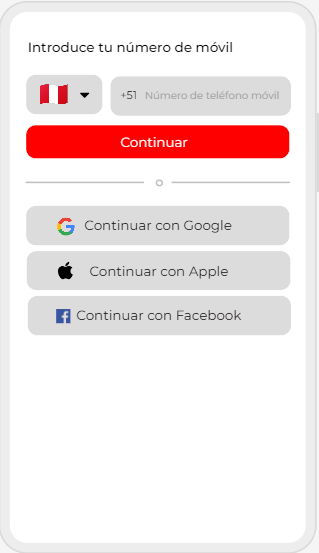 Introduce tu número de móvil
+51 Número de teléfono móvil
Continuar
o
Continuar con Google
Continuar con Apple
Continuar con Facebook